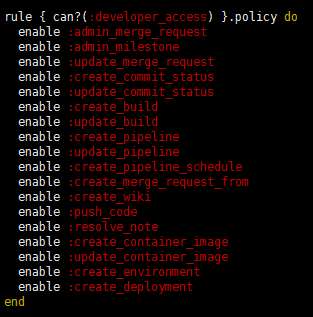 rule { can?(:developer_access) }.policy do
enable :admin_merge_request
enable :admin_milestone
enable :update_merge_request
enable :create_commit_status
enable :update_commit_status
enable :create_build
enable :update_build
enable :create_pipeline
enable :update_pipeline
enable :create_pipeline_schedule
enable :create_merge_request_from
enable :create_wiki
enable :push_code
enable :resolve_note
enable :create_container_image
enable :update_container_image
enable :create_environment
enable :create_deployment
end